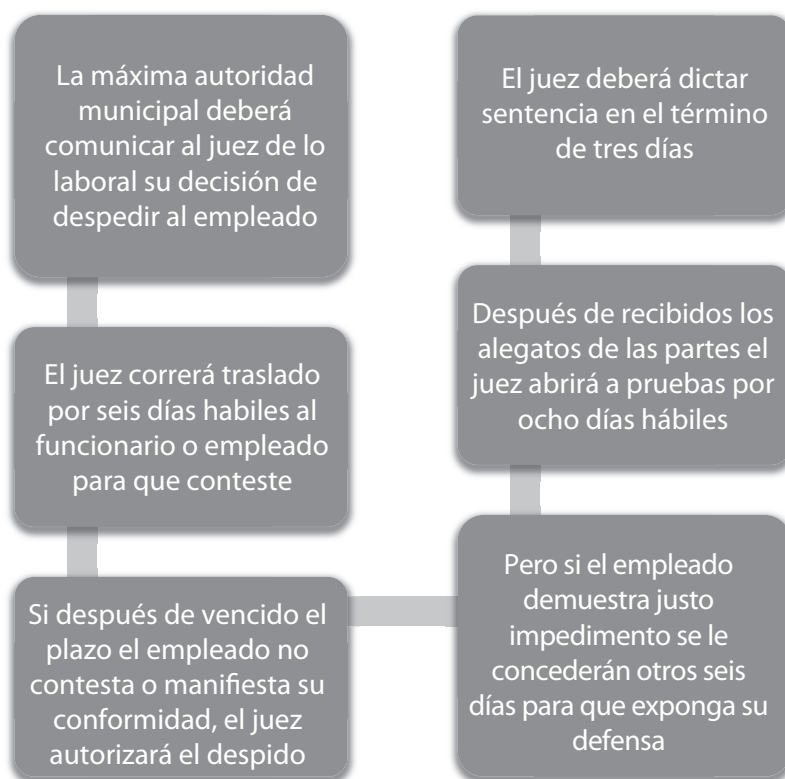 La máxima autoridad
municipal deberá
comunicar al juez de lo
laboral su decisión de
despedir al empleado
El juez correrá traslado
por seis días habiles al
funcionario o empleado
para que conteste
Si después de vencido el
plazo el empleado no
contesta o manifiesta su
conformidad, el juez
autorizará el despido
Pero si el empleado
demuestra justo
impedimento se le
concederán otros seis
días para que exponga su
defensa
Después de recibidos los
alegatos de las partes el
juez abrirá a pruebas por
ocho días hábiles
El juez deberá dictar
sentencia en el término
de tres días